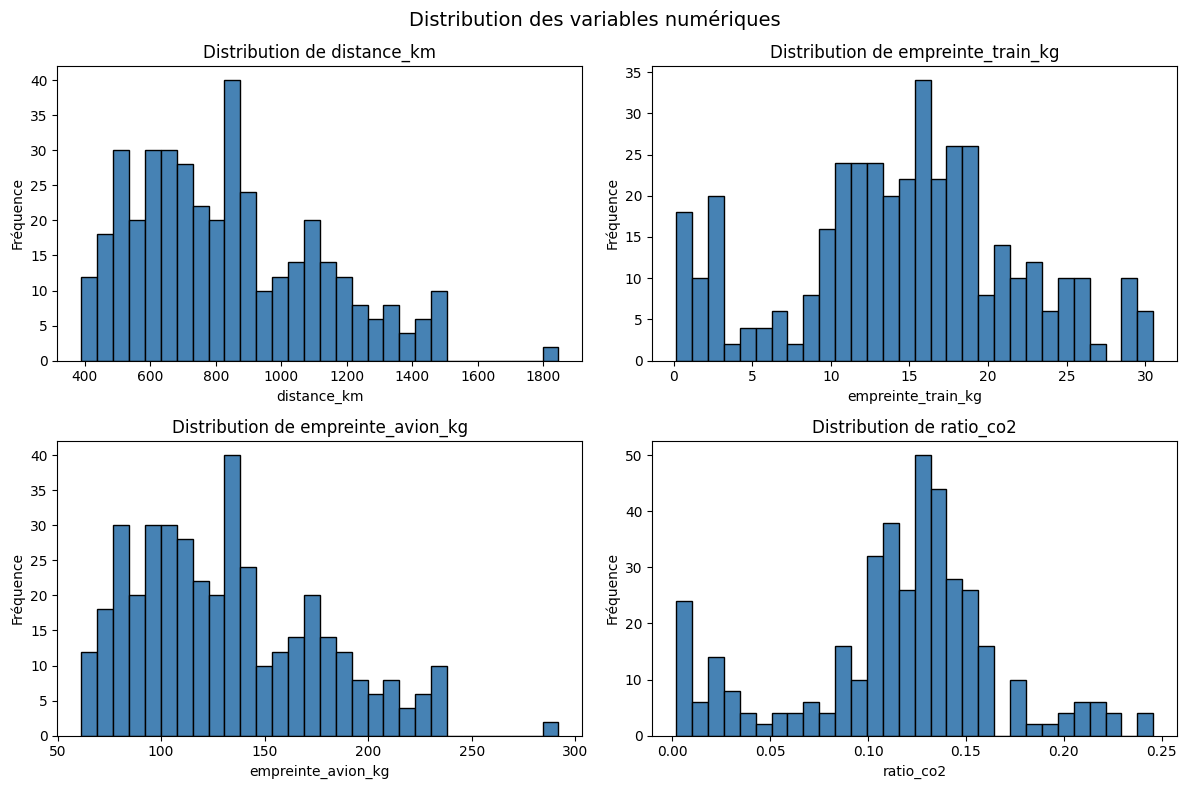 Distribution des variables numériques
Distribution de distance_km
Fréquence
40
35
30
25
20
15
10
5
0
400 600 800 1000 1200 1400 1600 1800
distance_km
Distribution de empreinte_train_kg
Fréquence
35
30
25
20
15
10
5
0
0 5 10 15 20 25 30
empreinte_train_kg
Distribution de empreinte_avion_kg
Fréquence
40
35
30
25
20
15
10
5
0
50 100 150 200 250 300
empreinte_avion_kg
Distribution de ratio_co2
Fréquence
50
40
30
20
10
0
0.00 0.05 0.10 0.15 0.20 0.25
ratio_co2